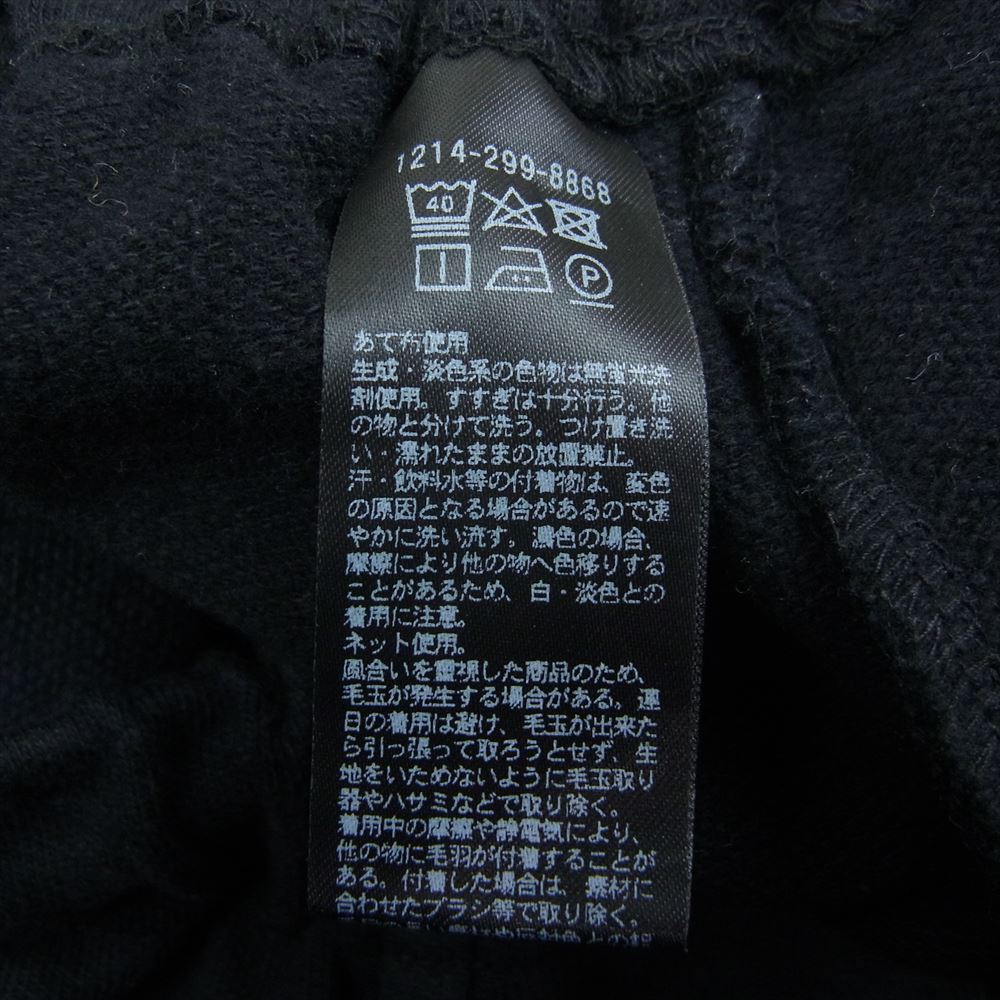 1214-299-8868
40
P
あて布使用
生成・淡色系の色物は無蛍光洗
剤使用。すすぎは十分行う。他
の物と分けて洗う。つけ置き洗
い・濡れたままの放置禁止。
汗・飲料水等の付着物は、変色
の原因となる場合があるので速
やかに洗い流す。濃色の場合、
摩擦により他の物へ色移りする
ことがあるため、白・淡色との
着用に注意。
ネット使用。
風合いを重視した商品のため、
毛玉が発生する場合がある。連
日の着用は避け、毛玉が出来た
ら引っ張って取ろうとせず、生
地をいためないように毛玉取り
器やハサミなどで取り除く。
着用中の摩擦や静電気により、
他の物に毛羽が付着することが
ある。付着した場合は、素材に
合わせたブラシ等で取り除く。